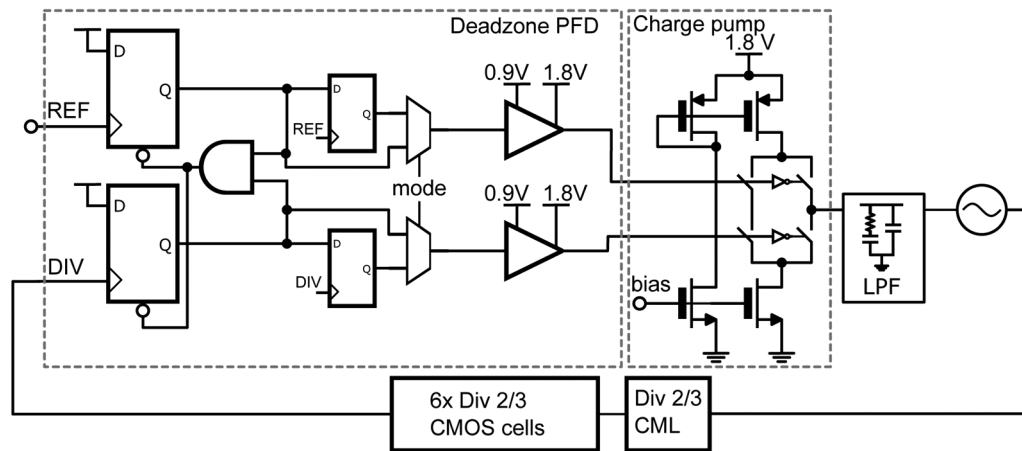 Deadzone PFD
Charge pump
1.8 V
D
Q
REF
D
Q
REF
0.9V 1.8V
mode
D
Q
DIV
D
Q
DIV
0.9V 1.8V
bias
LPF
6x Div 2/3
CMOS cells
Div 2/3
CML